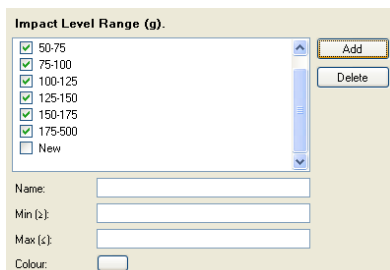 Impact Level Range (g).
50-75
75-100
100-125
125-150
150-175
175-500
New
Add
Delete
Name:
Min (≥):
Max (≤):
Colour: